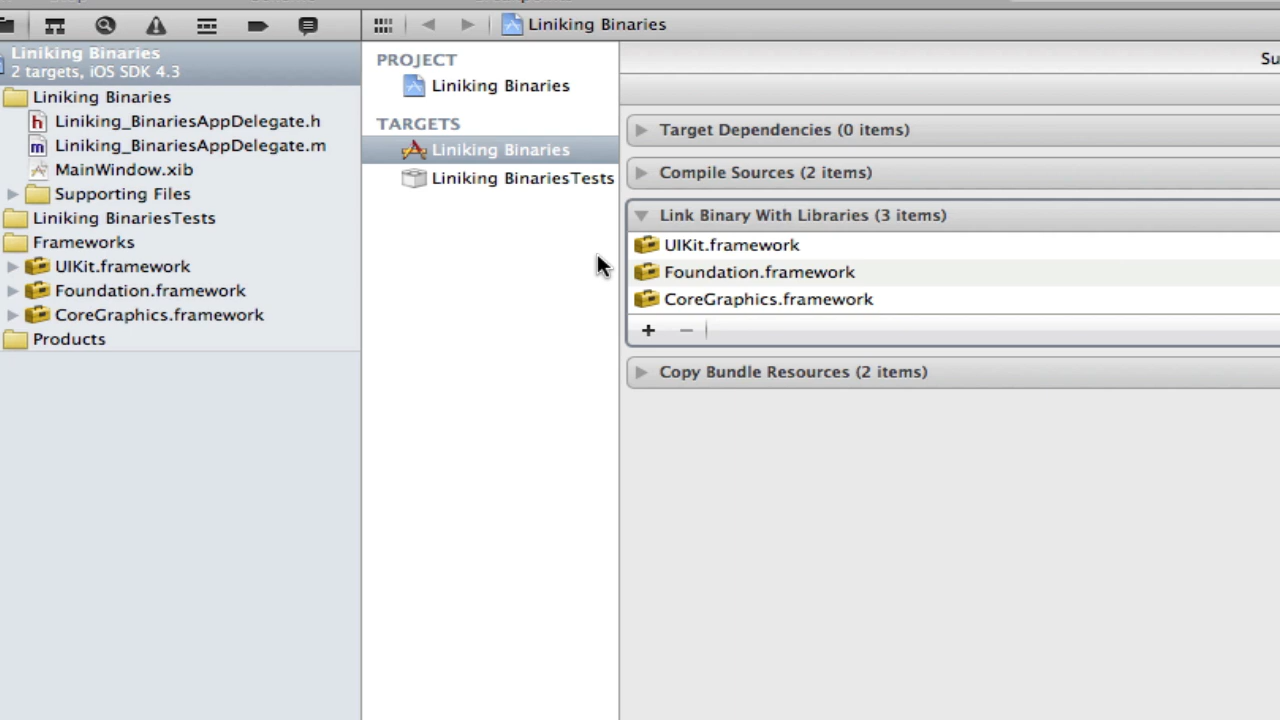 Liniking Binaries
Liniking Binaries
2 targets, iOS SDK 4.3
Liniking Binaries
h Liniking_BinariesAppDelegate.h
m Liniking_BinariesAppDelegate.m
MainWindow.xib
Supporting Files
Liniking BinariesTests
Frameworks
UIKit.framework
Foundation.framework
CoreGraphics.framework
Products
PROJECT
Liniking Binaries
TARGETS
Liniking Binaries
Liniking BinariesTests
Su
Target Dependencies (0 items)
Compile Sources (2 items)
Link Binary With Libraries (3 items)
UIKit.framework
Foundation.framework
CoreGraphics.framework
Copy Bundle Resources (2 items)